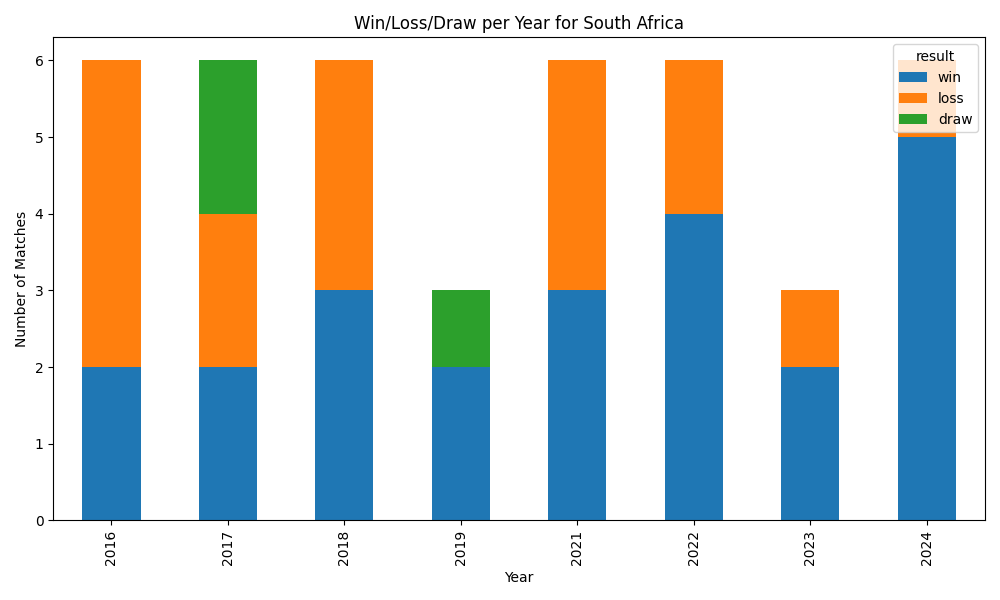 Win/Loss/Draw per Year for South Africa
result
win
loss
draw
Number of Matches
6
5
4
3
2
1
0
2016
2017
2018
2019
2021
2022
2023
2024
Year